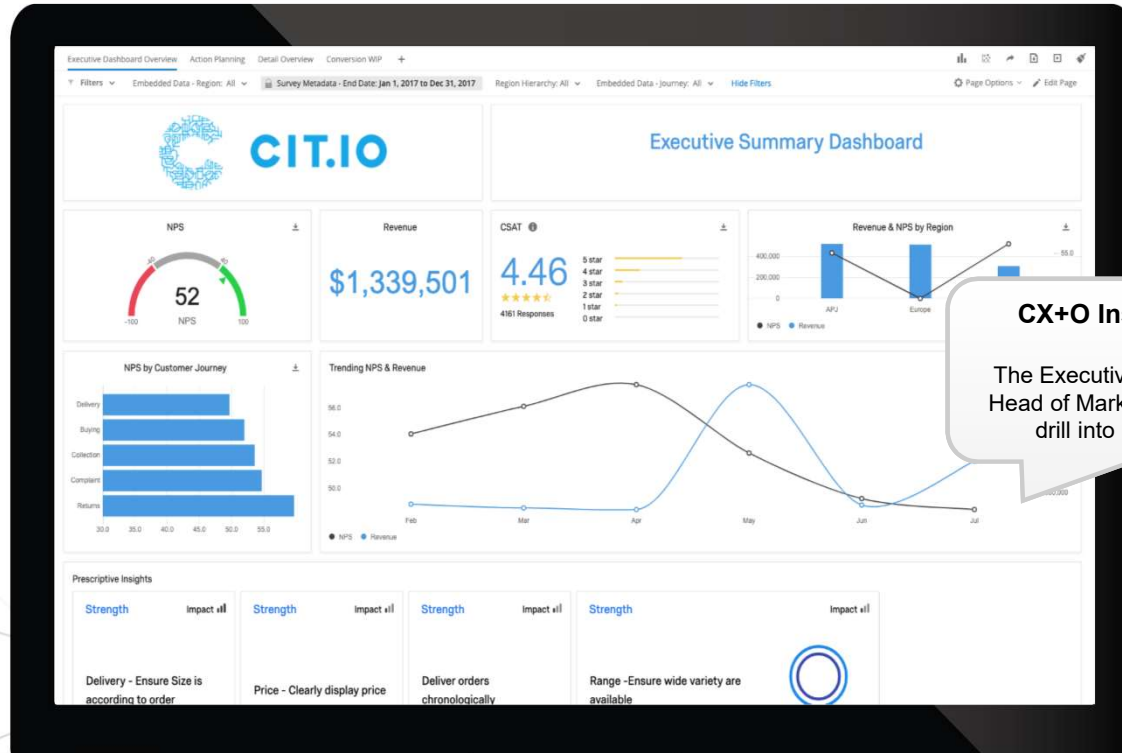 Executive Dashboard Overview Action Planning Detail Overview Conversion WIP +
Filters Embedded Data - Region: All Survey Metadata - End Date: Jan 1, 2017 to Dec 31, 2017 Region Hierarchy: All Embedded Data - Journey: All Hide Filters Page Options Edit Page
CIT.IO
Executive Summary Dashboard
NPS
-40
40
52
-100 NPS 100
Revenue
$1,339,501
CSAT
4.46
4161 Responses
5 star
4 star
3 star
2 star
1 star
0 star
Revenue & NPS by Region
400,000
200,000
0
55.0
APJ Europe
NPS Revenue
CX+O In
The Executiv
Head of Mark
drill into
NPS by Customer Journey
Delivery
Buying
Collection
Complaint
Returns
30.0 35.0 40.0 45.0 50.0 55.0
Trending NPS & Revenue
56.0
54.0
52.0
50.0
Feb Mar Apr May Jun Jul
NPS Revenue
Prescriptive Insights
Strength Impact
Delivery - Ensure Size is
according to order
Strength Impact
Price - Clearly display price
Strength Impact
Deliver orders
chronologically
Strength Impact
Range -Ensure wide variety are
available